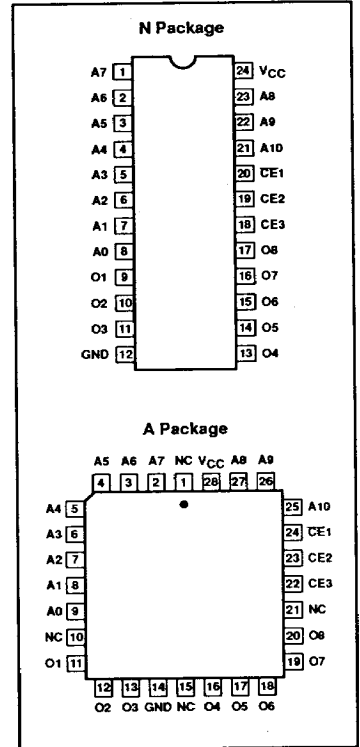 N Package
A7 1 24 VCC
A6 2 23 A8
A5 3 22 A9
A4 4 21 A10
A3 5 20 C̅E̅1
A2 6 19 CE2
A1 7 18 CE3
A0 8 17 O8
O1 9 16 O7
O2 10 15 O6
O3 11 14 O5
GND 12 13 O4
A Package
A5 A6 A7 NC VCC A8 A9
4 3 2 1 28 27 26
A4 5 25 A10
A3 6 24 C̅E̅1
A2 7 23 CE2
A1 8 22 CE3
A0 9 21 NC
NC 10 20 O8
O1 11 19 O7
12 13 14 15 16 17 18
O2 O3 GND NC O4 O5 O6